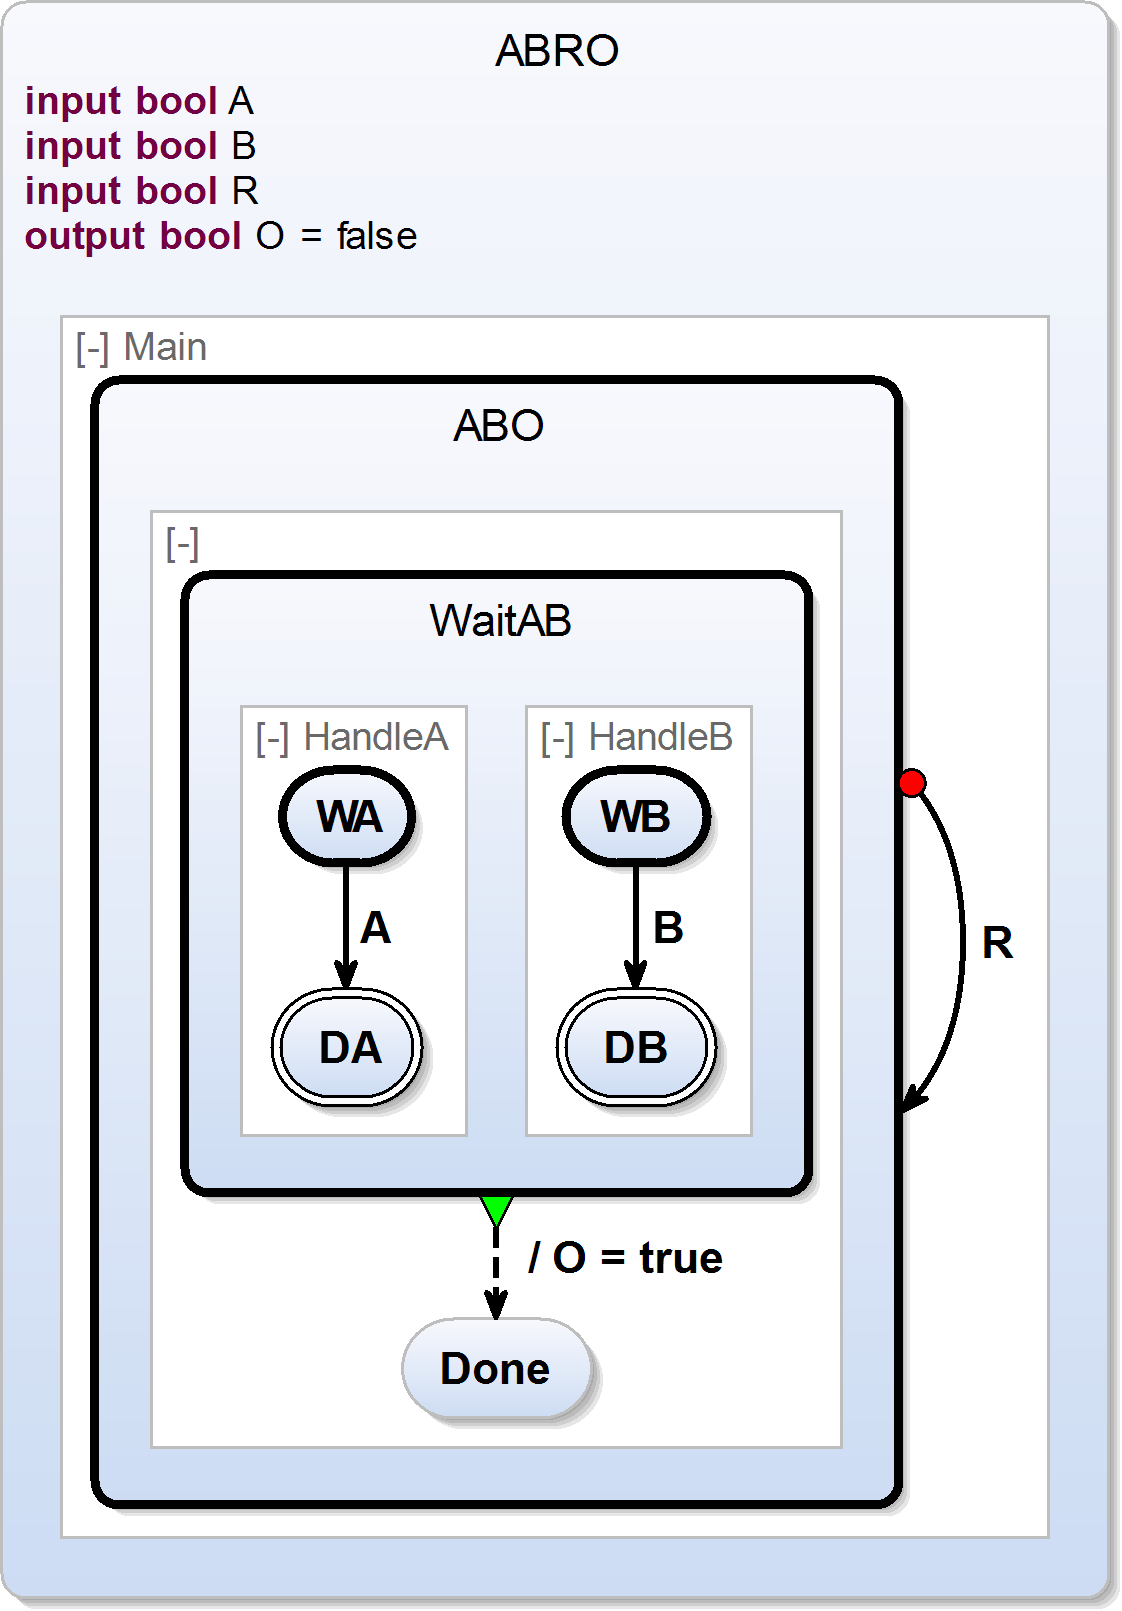 ABRO
input bool A
input bool B
input bool R
output bool O = false
[-] Main
ABO
[-]
WaitAB
[-] HandleA
[-] HandleB
WA
WB
A
B
R
DA
DB
/ O = true
Done